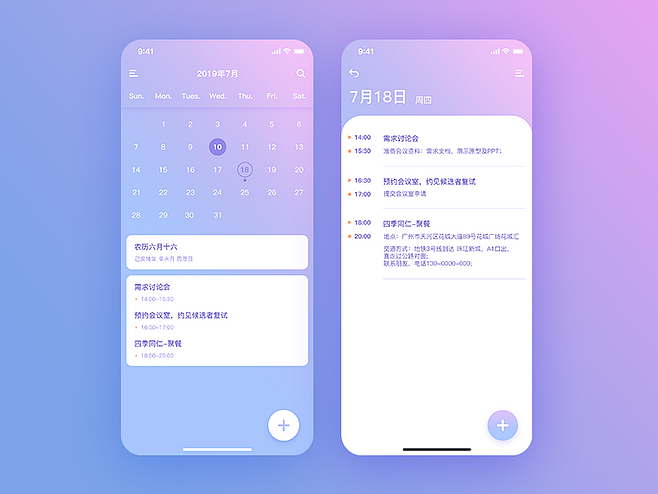 9:41
2019年7月
Sun. Mon. Tues. Wed. Thu. Fri. Sat.
1 2 3 4 5 6
7 8 9 10 11 12 13
14 15 16 17 18 19 20
21 22 23 24 25 26 27
28 29 30 31
农历六月十六
需求讨论会
14:00-15:30
预约会议室,约见候选者复试
16:30-17:00
四季同仁-聚餐
18:00-20:00
9:41
7月18日 周四
14:00 需求讨论会
15:30 准备会议资料:需求文档,演示原型及PPT;
16:30 预约会议室,约见候选者复试
17:00 提交会议室申请
18:00 四季同仁-聚餐
20:00 地点:广州市天河区花城大道89号花城广场花城汇
交通方式:地铁3号线到达 珠江新城,A1口出,
直走过公路对面;
联系朋友,电话130-0000-000;